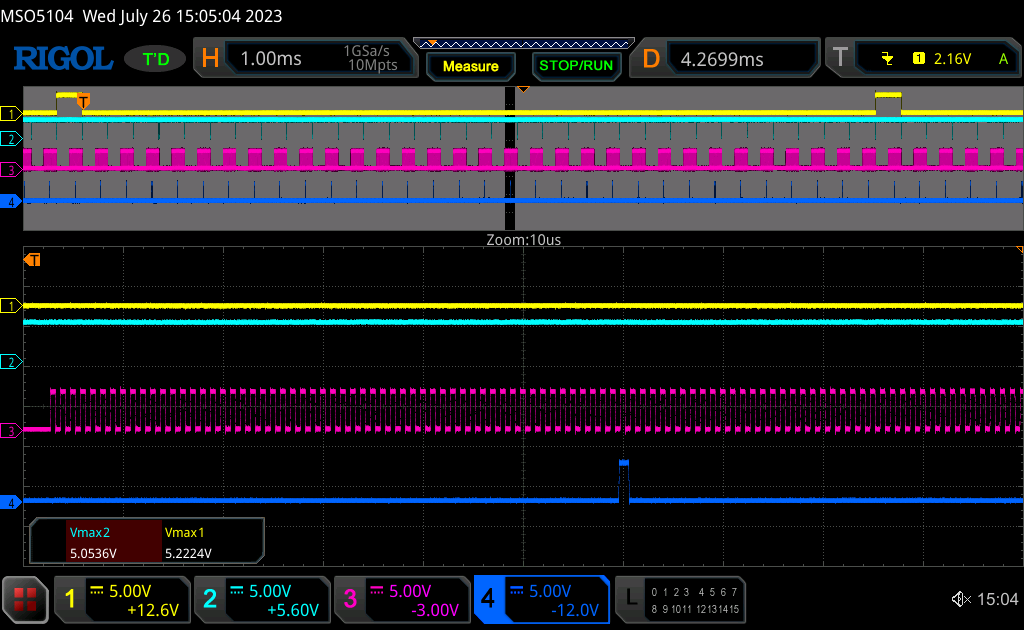 MSO5104 Wed July 26 15:05:04 2023
RIGOL T'D H 1.00ms 1GSa/s 10Mpts Measure STOP/RUN D 4.2699ms T 1 2.16V A
T
1
2
3
4
Zoom:10us
T
1
2
3
4
Vmax2 Vmax1
5.0536V 5.2224V
1 5.00V +12.6V 2 5.00V +5.60V 3 5.00V -3.00V 4 5.00V -12.0V L 0 1 2 3 4 5 6 7 15:04
8 9 10 11 12 13 14 15